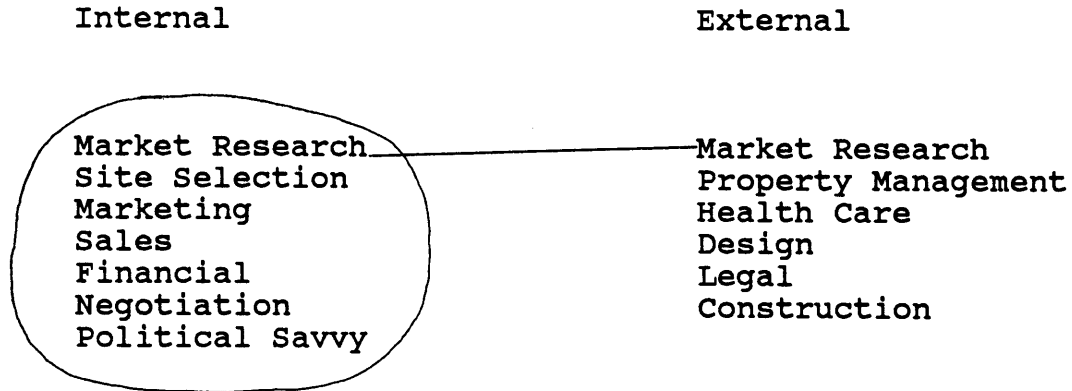 Internal
External
Market Research
Site Selection
Marketing
Sales
Financial
Negotiation
Political Savvy
Market Research
Property Management
Health Care
Design
Legal
Construction